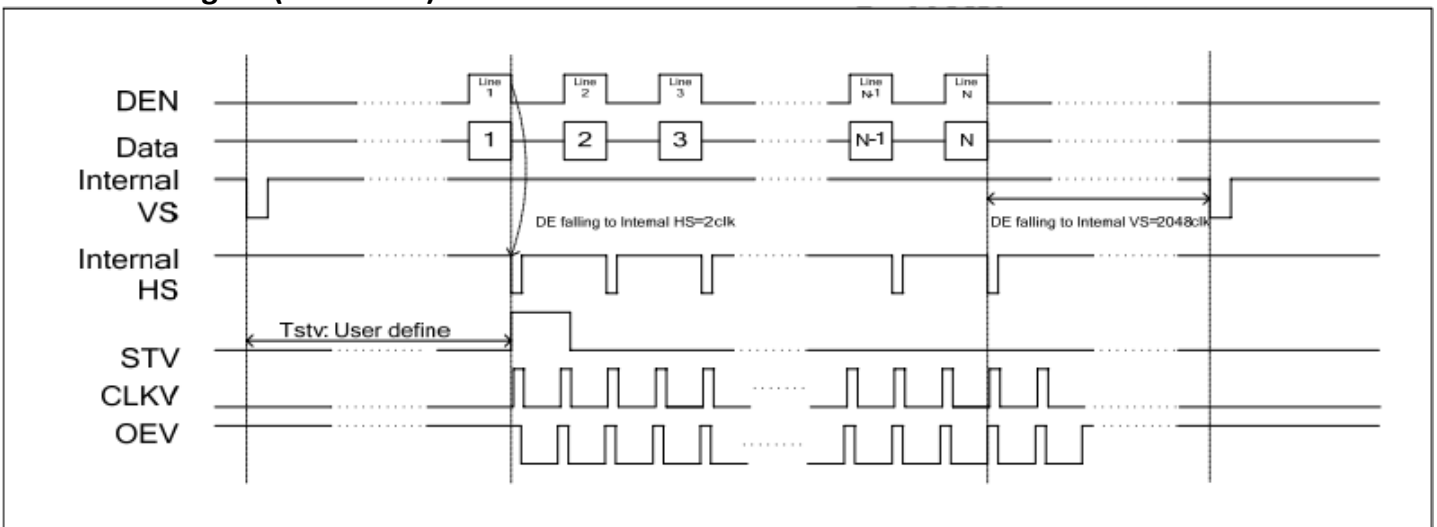 DEN
Line 1
Line 2
Line 3
Line N-1
Line N
Data
1
2
3
N-1
N
Internal VS
DE falling to Internal HS=2clk
DE falling to Internal VS=2048clk
Internal HS
Tstv: User define
STV
CLKV
OEV